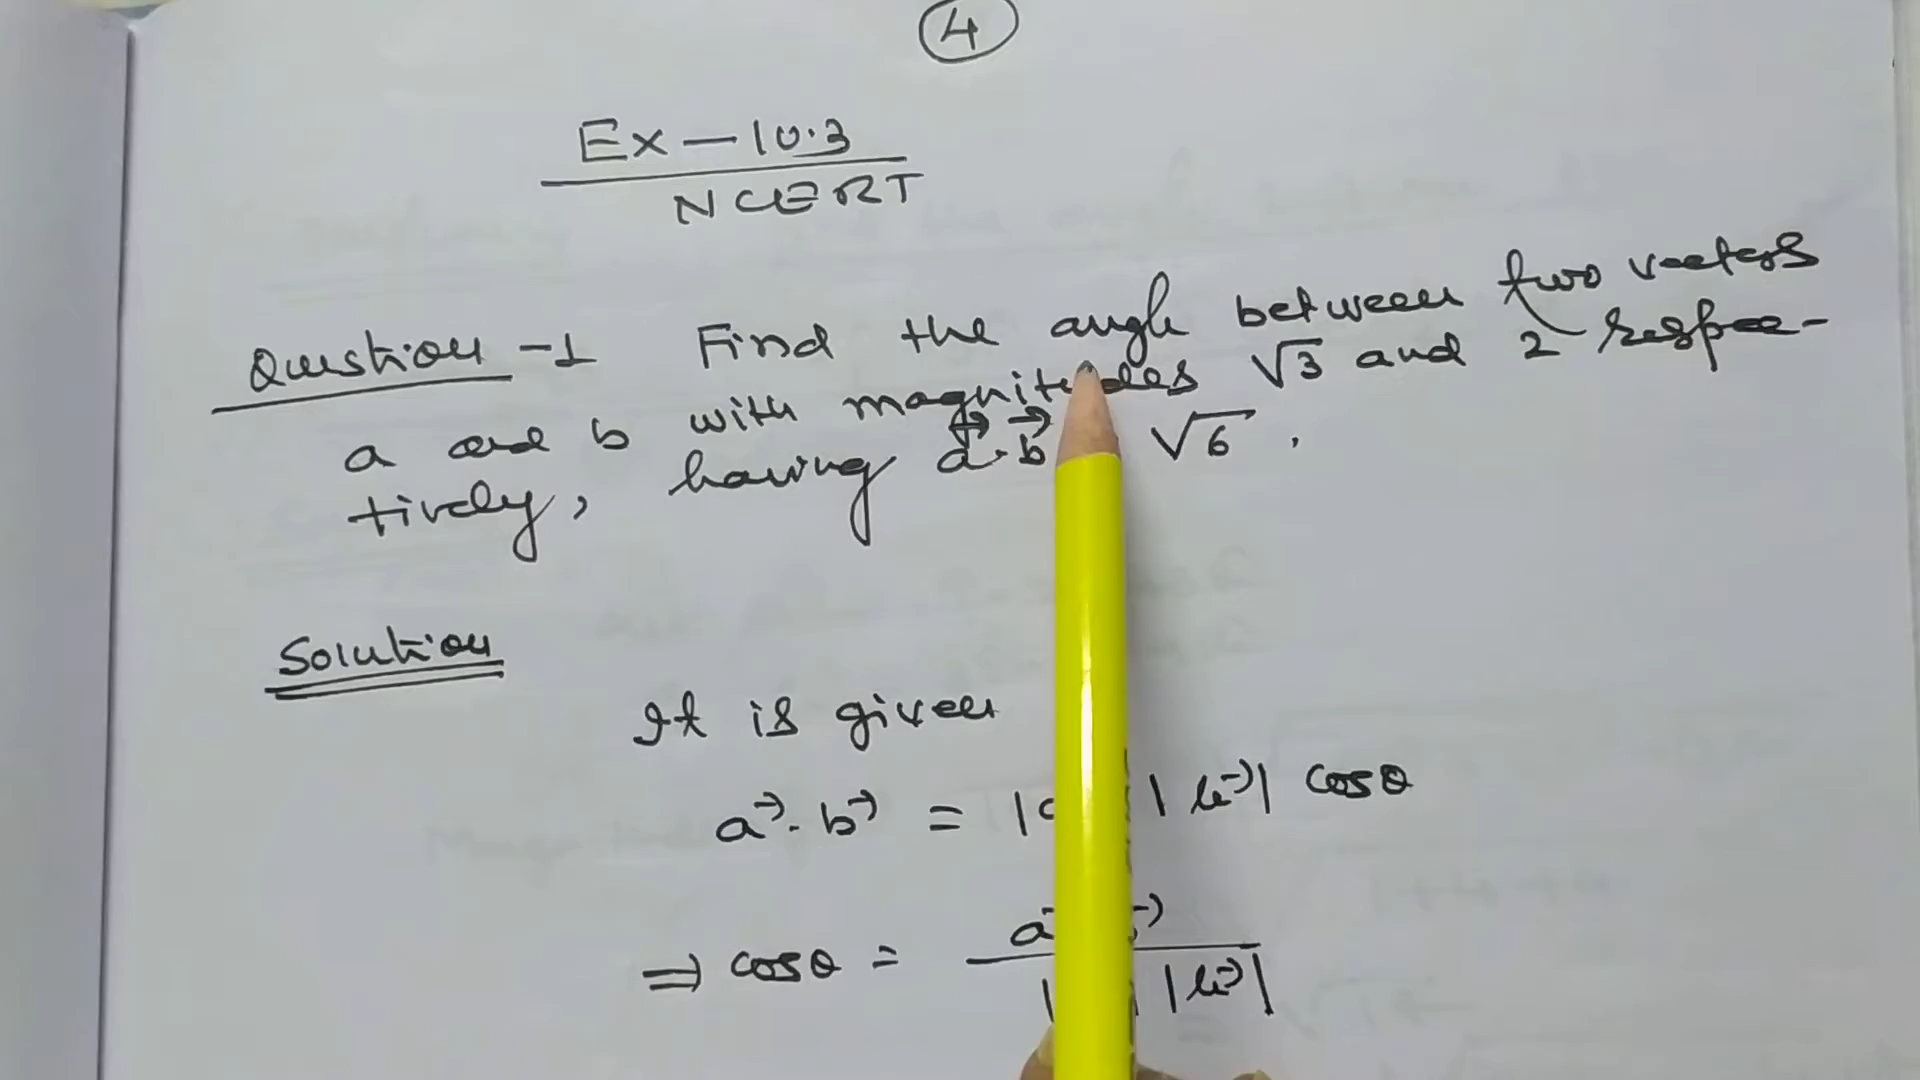 4
Ex – 10.3
NCERT
Question -1 Find the angle between two vectors
a and b with magnitudes √3 and 2 respec-
tively, having a⃗.b⃗ √6 .
Solution
It is given
a⃗. b⃗ = | | b⃗| cosθ
⇒ cosθ =
a⃗
| |b⃗|